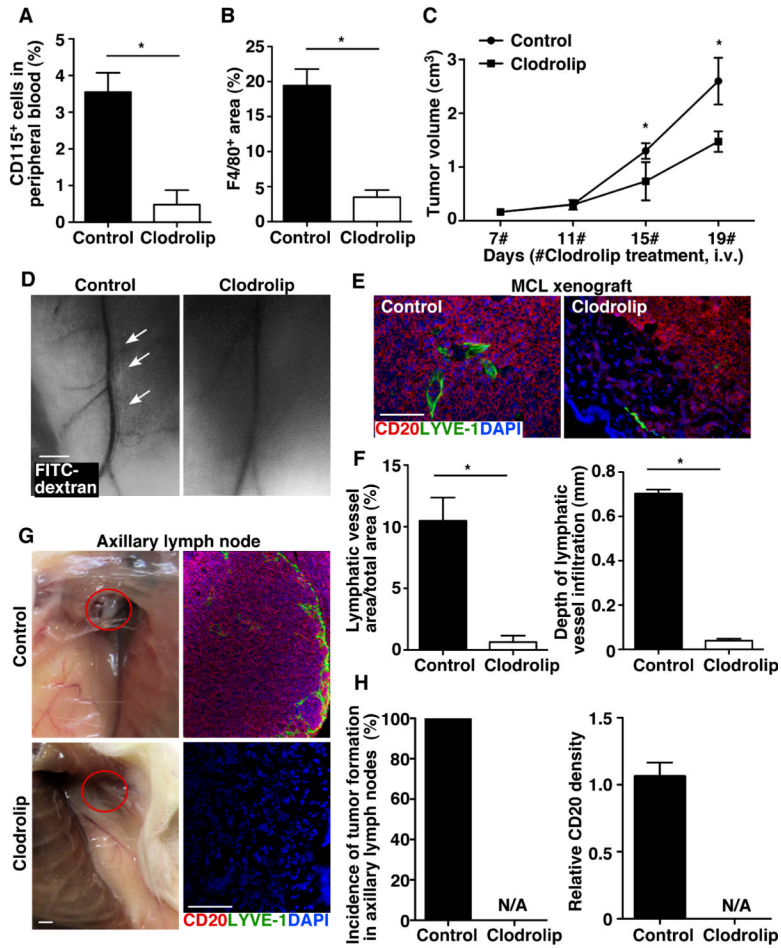 A
CD115+ cells in
peripheral blood (%)
5
4
3
2
1
0
*
Control Clodrolip
B
F4/80+ area (%)
25
20
15
10
5
0
*
Control Clodrolip
C
Control
Clodrolip
Tumor volume (cm3)
3
2
1
0
*
*
7# 11# 15# 19#
Days (#Clodrolip treatment, i.v.)
D
Control Clodrolip
FITC-
dextran
E
MCL xenograft
Control Clodrolip
CD20LYVE-1DAPI
F
Lymphatic vessel
area/total area (%)
15
10
5
0
*
Control Clodrolip
Depth of lymphatic
vessel infiltration (mm)
0.8
0.6
0.4
0.2
0
*
Control Clodrolip
G
Axillary lymph node
Control
Clodrolip
CD20LYVE-1DAPI
H
Incidence of tumor formation
in axillary lymph nodes (%)
100
80
60
40
20
0
N/A
Control Clodrolip
Relative CD20 density
1.5
1.0
0.5
0
N/A
Control Clodrolip